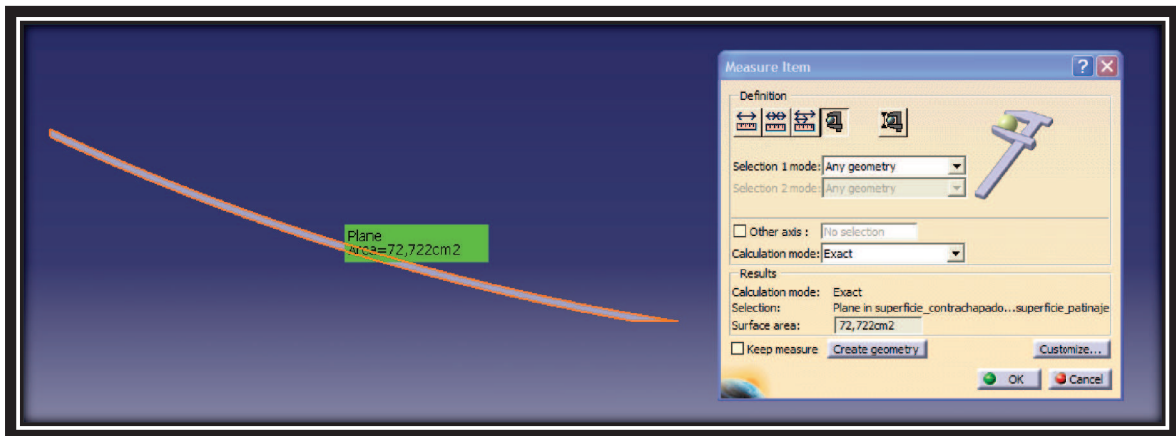 Plane
Area=72,722cm2
Measure Item
Definition
Selection 1 mode: Any geometry
Selection 2 mode: Any geometry
Other axis : No selection
Calculation mode: Exact
Results
Calculation mode: Exact
Selection: Plane in superficie_contrachapado...superficie_patinaje
Surface area: 72,722cm2
Keep measure Create geometry Customize...
OK Cancel